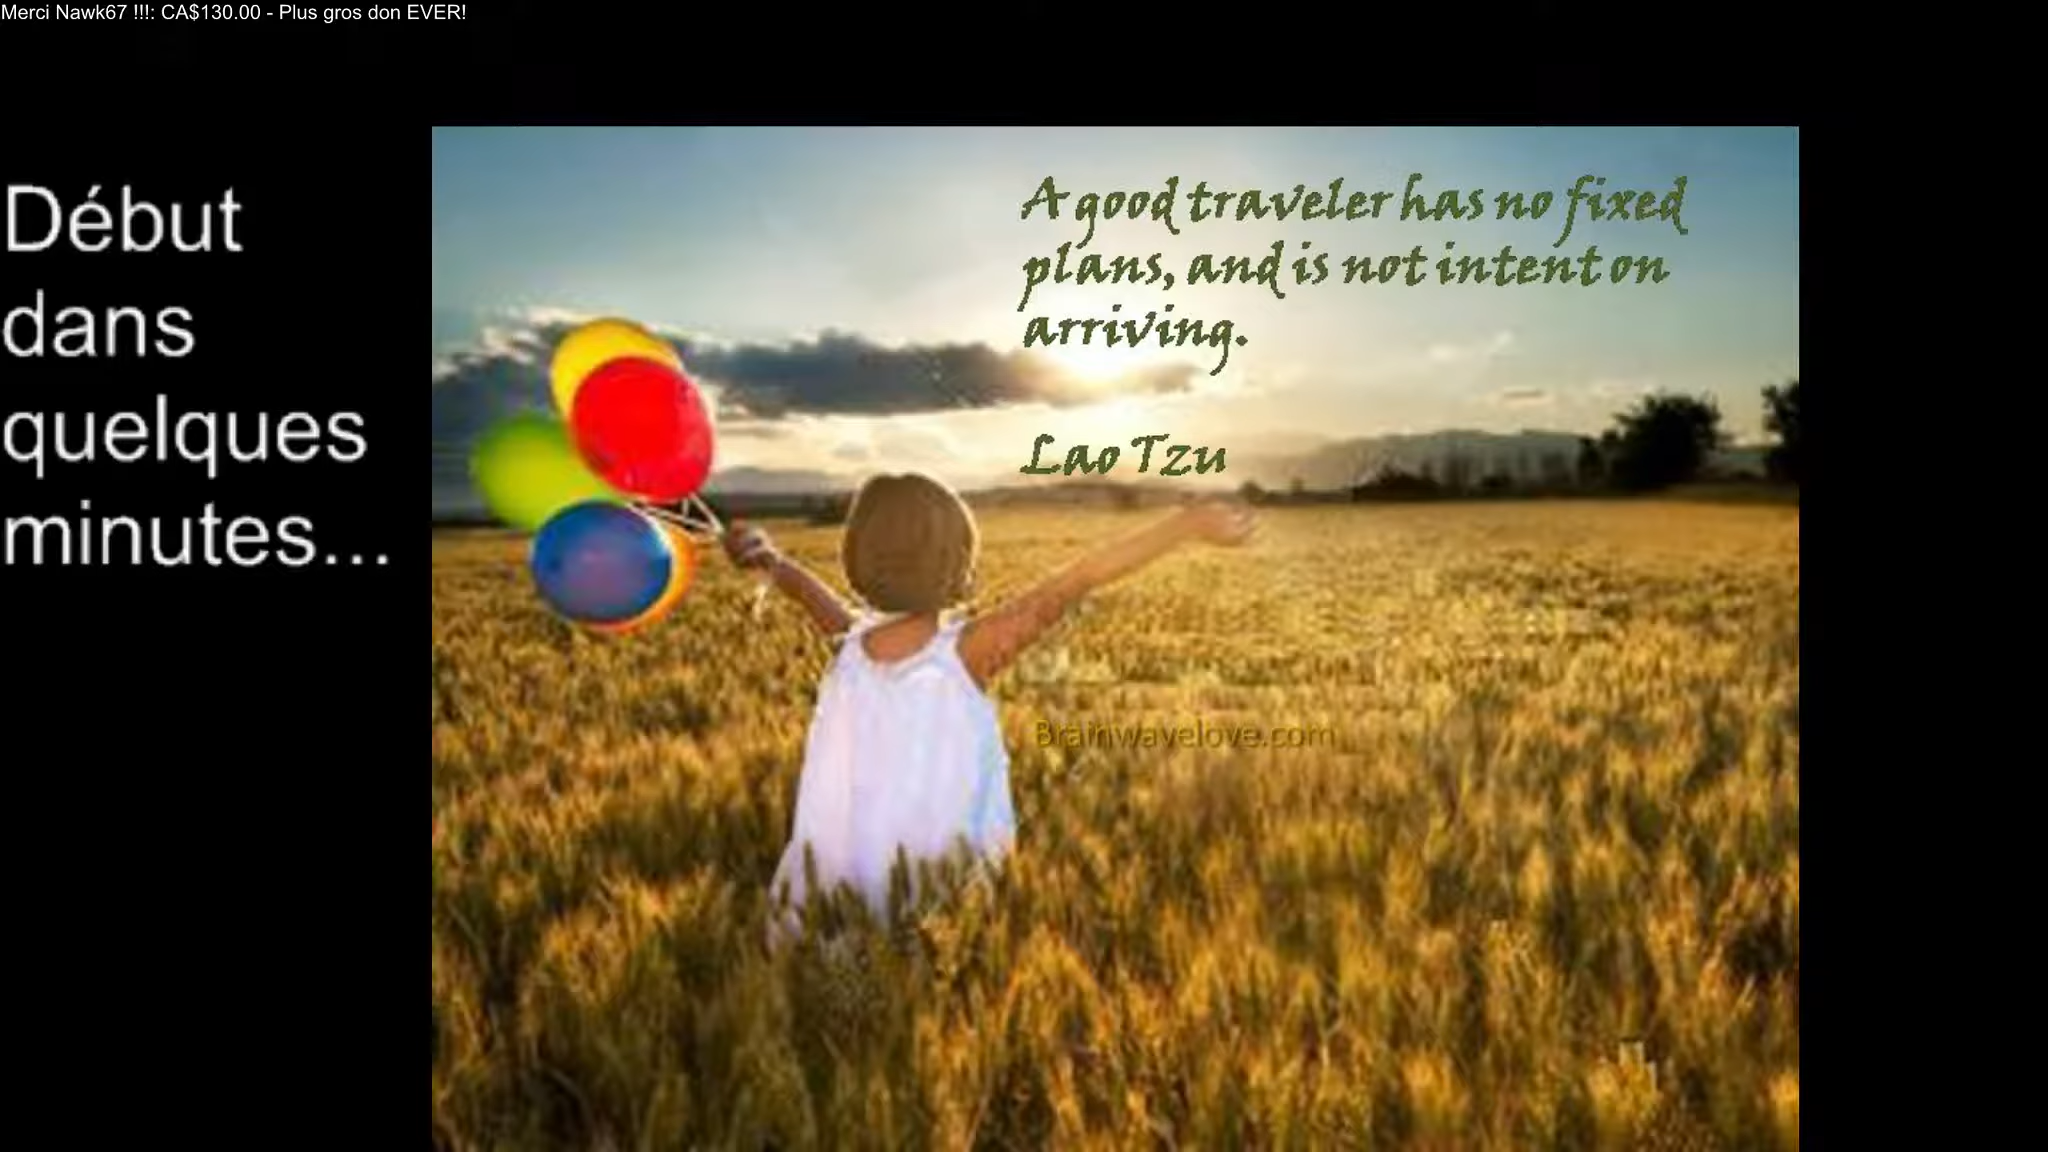 Merci Nawk67 !!!: CA$130.00 - Plus gros don EVER!
Début
dans
quelques
minutes...
A good traveler has no fixed
plans, and is not intent on
arriving.
Lao Tzu
Brainwavelove.com